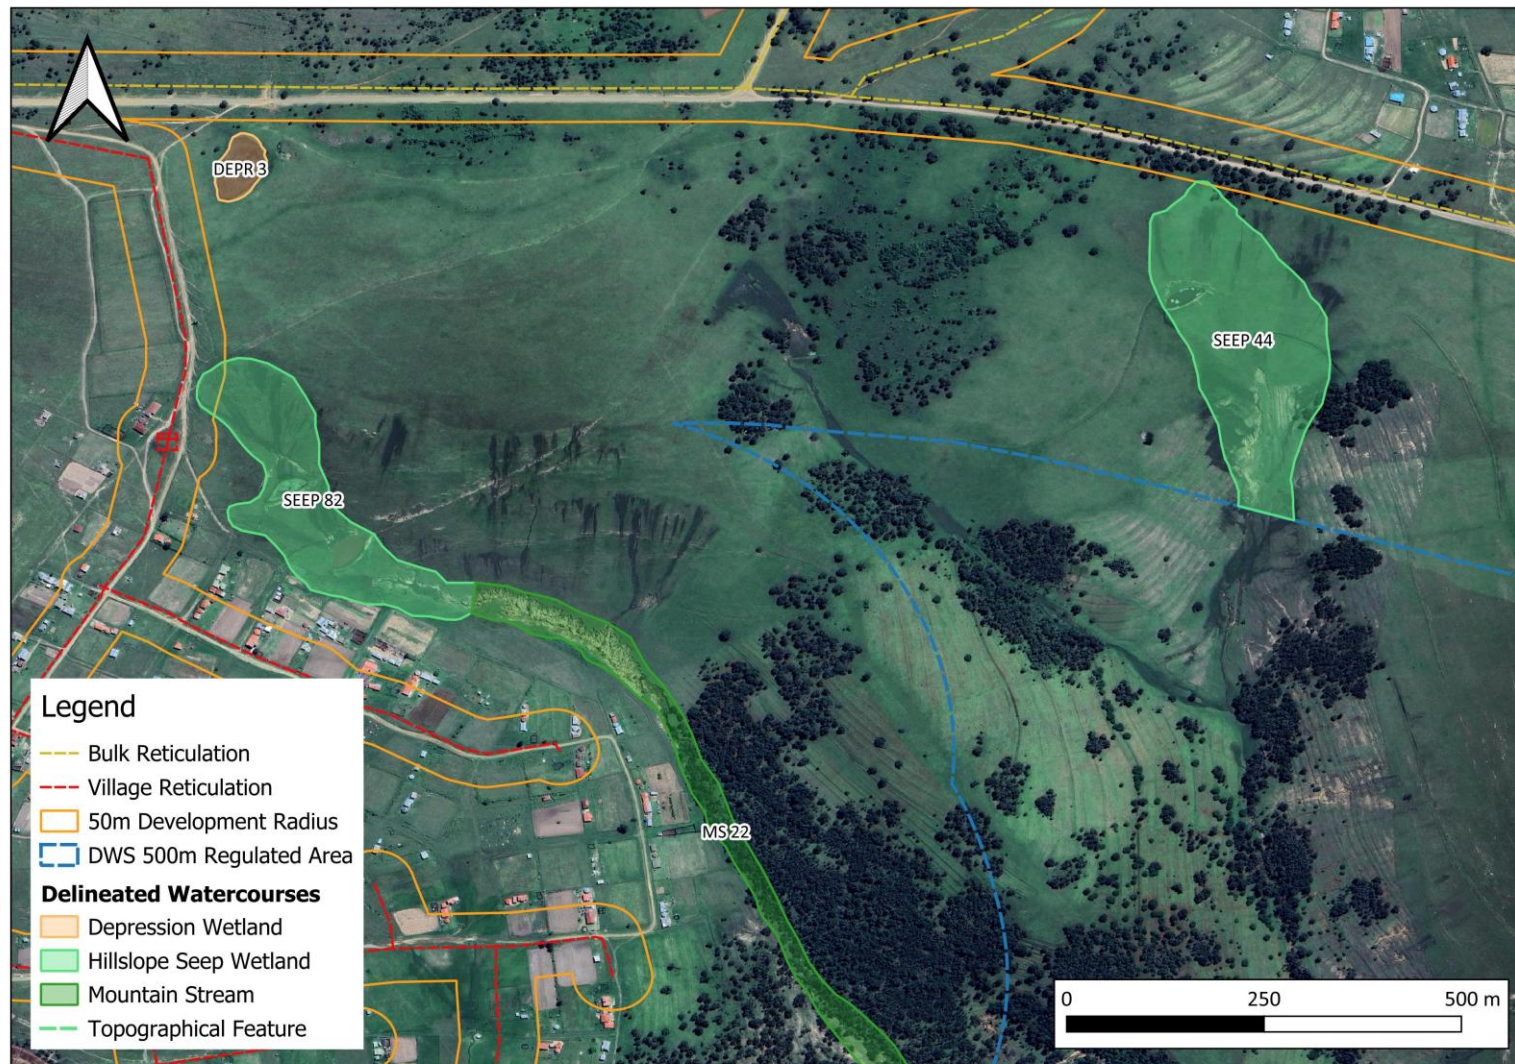 DEPR 3
SEEP 44
SEEP 82
MS 22
Legend
Bulk Reticulation
Village Reticulation
50m Development Radius
DWS 500m Regulated Area
Delineated Watercourses
Depression Wetland
Hillslope Seep Wetland
Mountain Stream
Topographical Feature
0 250 500 m